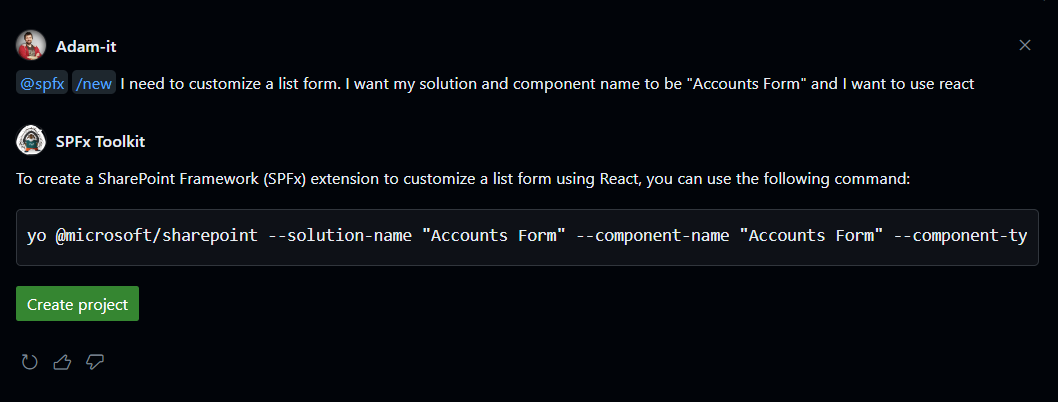 Adam-it
@spfx /new I need to customize a list form. I want my solution and component name to be "Accounts Form" and I want to use react
SPFx Toolkit
To create a SharePoint Framework (SPFx) extension to customize a list form using React, you can use the following command:
yo @microsoft/sharepoint --solution-name "Accounts Form" --component-name "Accounts Form" --component-ty
Create project